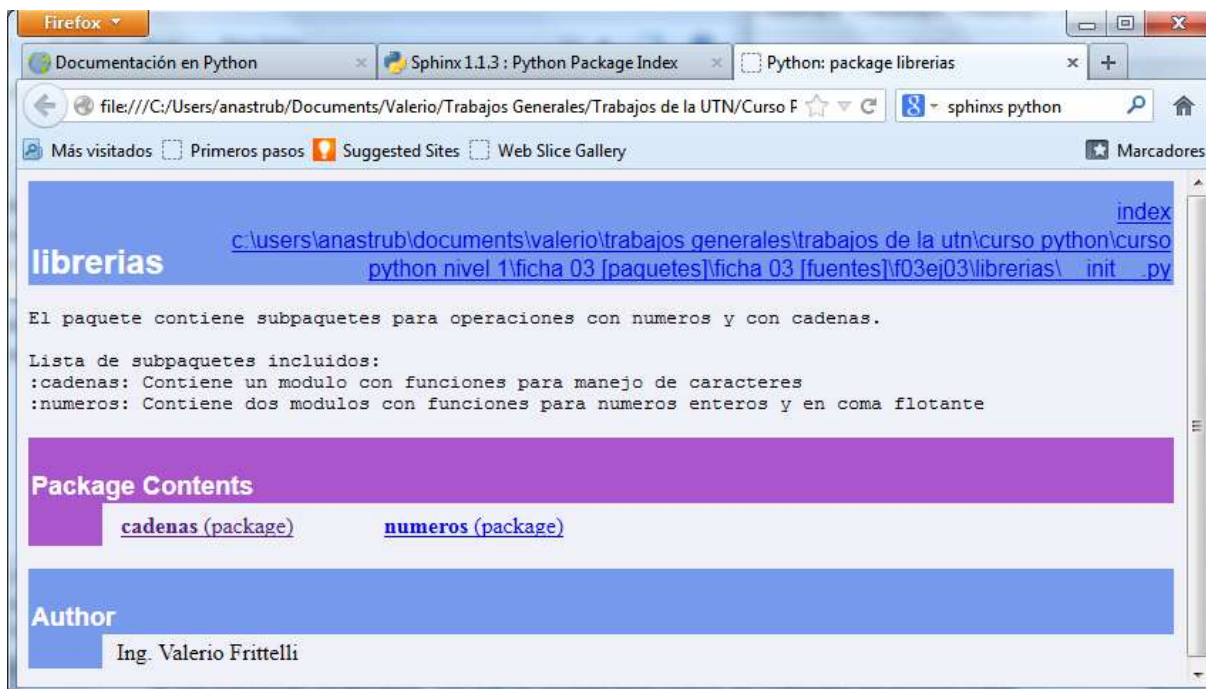 Firefox
Documentación en Python
Sphinx 1.1.3 : Python Package Index
Python: package librerias
file:///C:/Users/anastrub/Documents/Valerio/Trabajos Generales/Trabajos de la UTN/Curso P
sphinxs python
Más visitados Primeros pasos Suggested Sites Web Slice Gallery Marcadores
index
librerias
c:\users\anastrub\documents\valerio\trabajos generales\trabajos de la utn\curso python\curso
python nivel 1\ficha 03 [paquetes]\ficha 03 [fuentes]\f03ej03\librerias\__init__.py
El paquete contiene subpaquetes para operaciones con numeros y con cadenas.
Lista de subpaquetes incluidos:
:cadenas: Contiene un modulo con funciones para manejo de caracteres
:numeros: Contiene dos modulos con funciones para numeros enteros y en coma flotante
Package Contents
cadenas (package) numeros (package)
Author
Ing. Valerio Frittelli